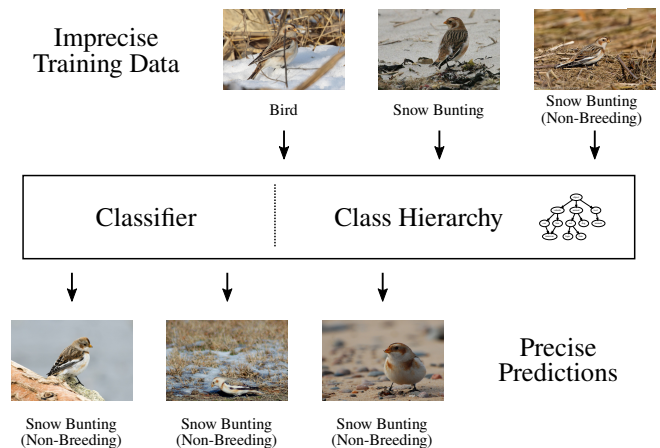 Imprecise
Training Data
Bird
Snow Bunting
Snow Bunting
(Non-Breeding)
Classifier
Class Hierarchy
Snow Bunting
(Non-Breeding)
Snow Bunting
(Non-Breeding)
Snow Bunting
(Non-Breeding)
Precise
Predictions